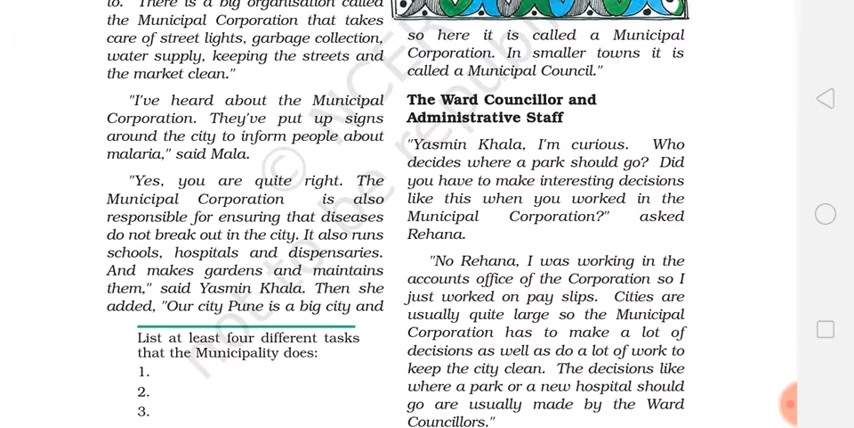 to. There is a big organisation called
the Municipal Corporation that takes
care of street lights, garbage collection,
water supply, keeping the streets and
the market clean."
"I've heard about the Municipal
Corporation. They've put up signs
around the city to inform people about
malaria," said Mala.
"Yes, you are quite right. The
Municipal Corporation is also
responsible for ensuring that diseases
do not break out in the city. It also runs
schools, hospitals and dispensaries.
And makes gardens and maintains
them," said Yasmin Khala. Then she
added, "Our city Pune is a big city and
List at least four different tasks
that the Municipality does:
1.
2.
3.
so here it is called a Municipal
Corporation. In smaller towns it is
called a Municipal Council."
The Ward Councillor and
Administrative Staff
"Yasmin Khala, I'm curious. Who
decides where a park should go? Did
you have to make interesting decisions
like this when you worked in the
Municipal Corporation?" asked
Rehana.
"No Rehana, I was working in the
accounts office of the Corporation so I
just worked on pay slips. Cities are
usually quite large so the Municipal
Corporation has to make a lot of
decisions as well as do a lot of work to
keep the city clean. The decisions like
where a park or a new hospital should
go are usually made by the Ward
Councillors."
© NCER
not to be republi